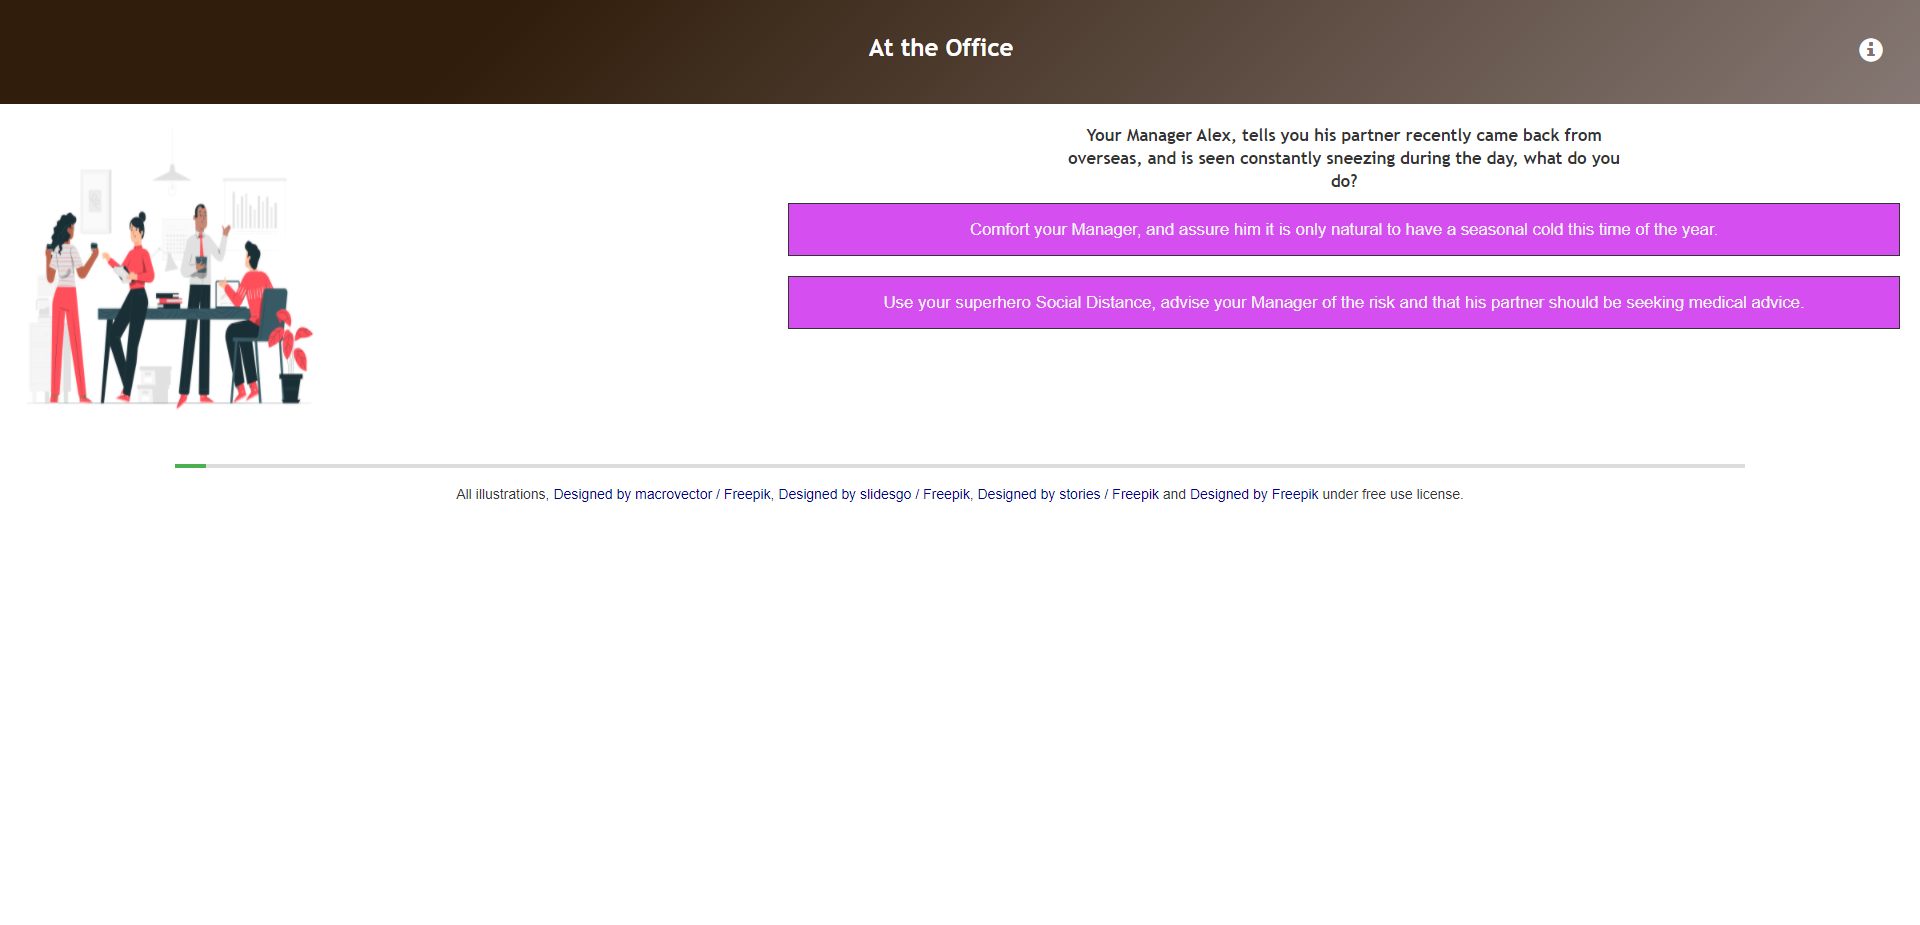 At the Office
Your Manager Alex, tells you his partner recently came back from
overseas, and is seen constantly sneezing during the day, what do you
do?
Comfort your Manager, and assure him it is only natural to have a seasonal cold this time of the year.
Use your superhero Social Distance, advise your Manager of the risk and that his partner should be seeking medical advice.
All illustrations, Designed by macrovector / Freepik, Designed by slidesgo / Freepik, Designed by stories / Freepik and Designed by Freepik under free use license.